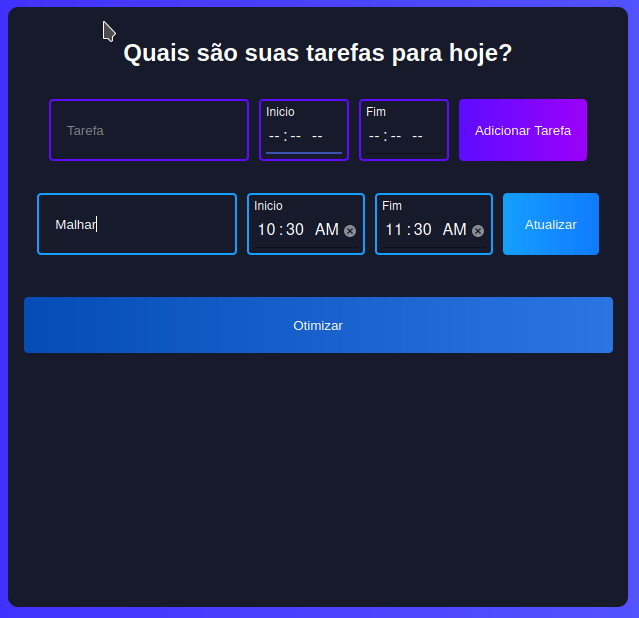 Quais são suas tarefas para hoje?
Tarefa
Inicio
--:-- --
Fim
--:-- --
Adicionar Tarefa
Malhar
Inicio
10:30 AM
Fim
11:30 AM
Atualizar
Otimizar